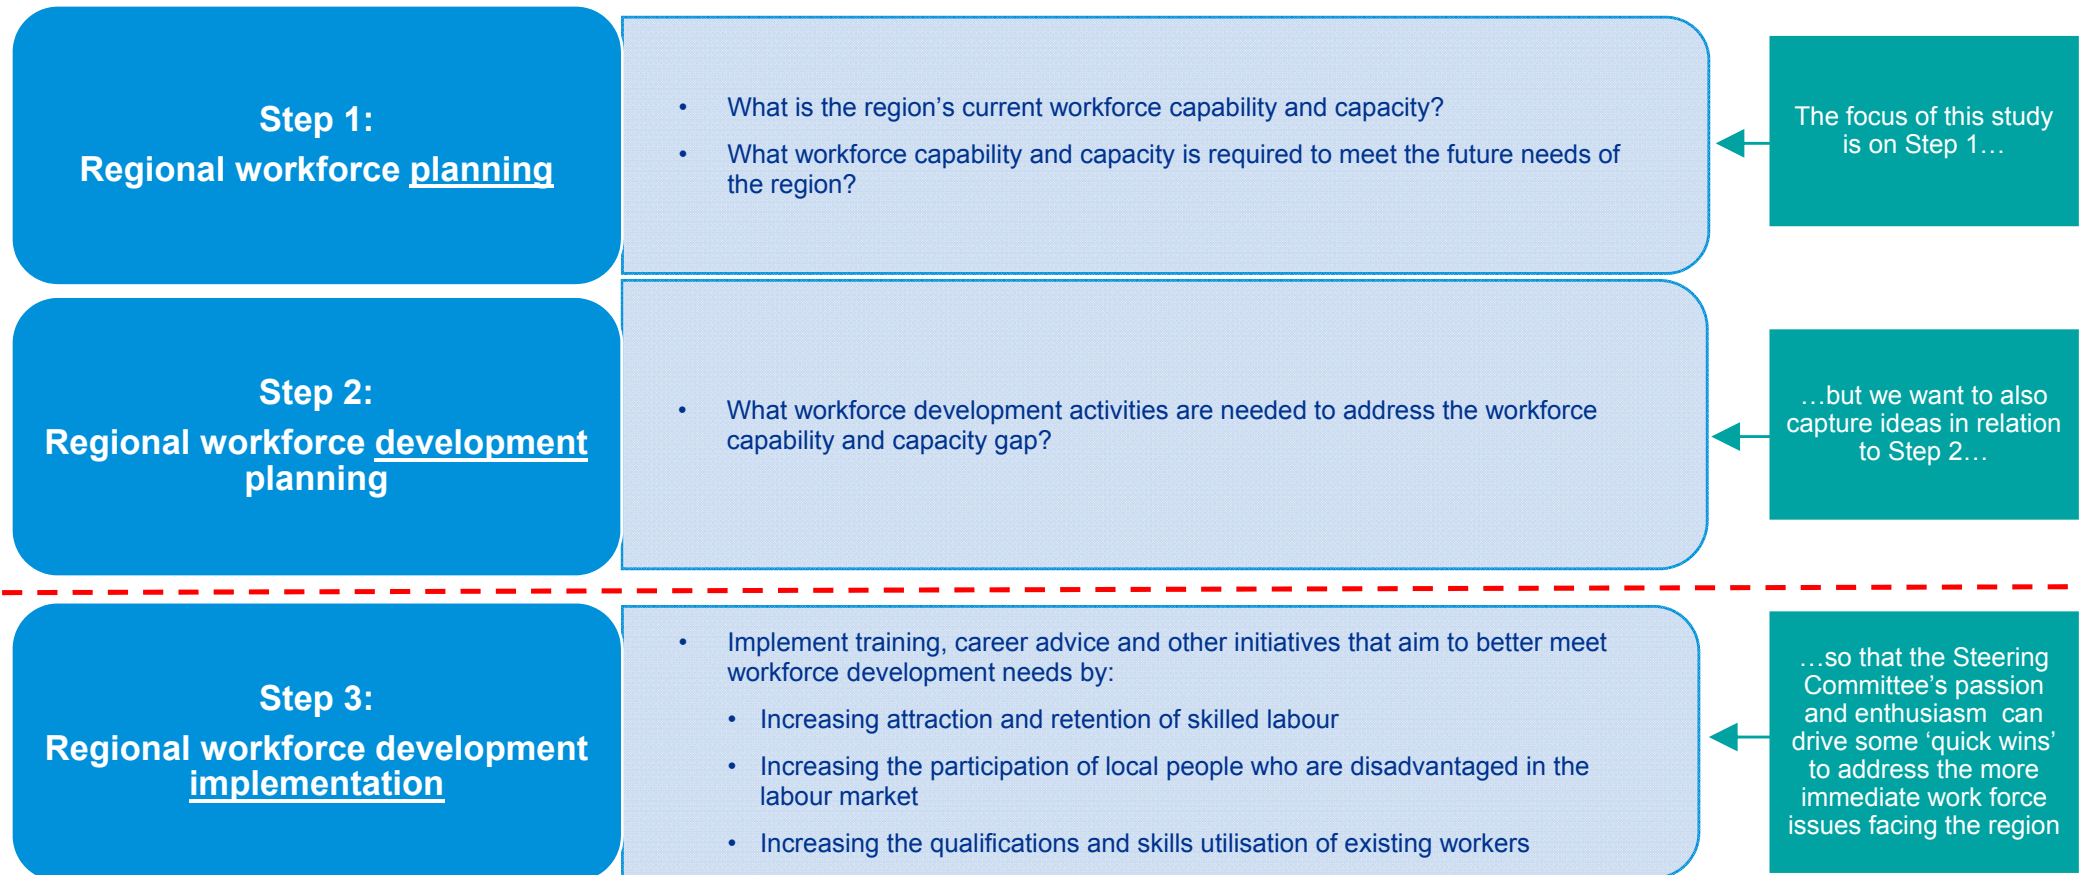 Step 1:
Regional workforce planning
• What is the region’s current workforce capability and capacity?
• What workforce capability and capacity is required to meet the future needs of
the region?
The focus of this study
is on Step 1…
Step 2:
Regional workforce development
planning
• What workforce development activities are needed to address the workforce
capability and capacity gap?
…but we want to also
capture ideas in relation
to Step 2…
Step 3:
Regional workforce development
implementation
• Implement training, career advice and other initiatives that aim to better meet
workforce development needs by:
• Increasing attraction and retention of skilled labour
• Increasing the participation of local people who are disadvantaged in the
labour market
• Increasing the qualifications and skills utilisation of existing workers
…so that the Steering
Committee’s passion
and enthusiasm can
drive some ‘quick wins’
to address the more
immediate work force
issues facing the region